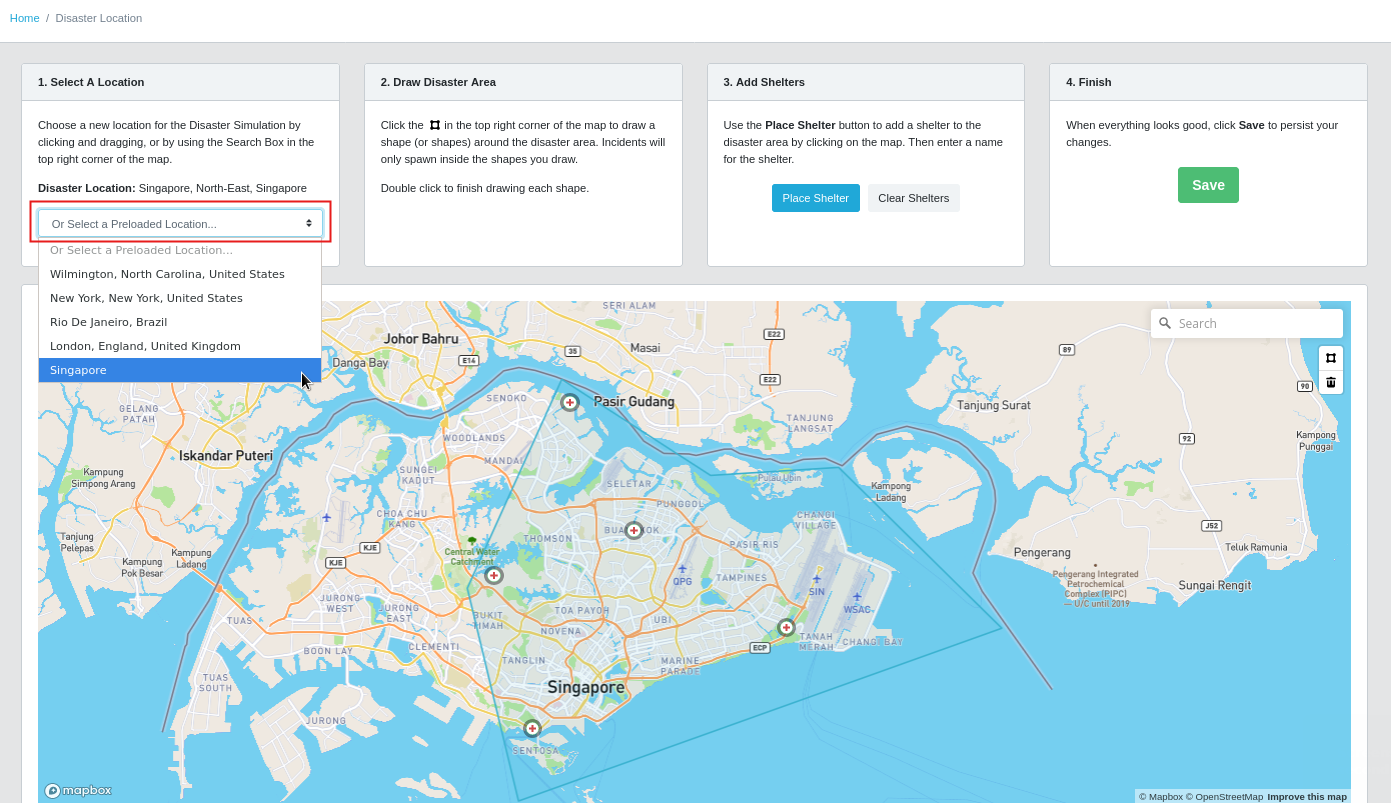 Home / Disaster Location
1. Select A Location
Choose a new location for the Disaster Simulation by
clicking and dragging, or by using the Search Box in the
top right corner of the map.
Disaster Location: Singapore, North-East, Singapore
Or Select a Preloaded Location...
Or Select a Preloaded Location...
Wilmington, North Carolina, United States
New York, New York, United States
Rio De Janeiro, Brazil
London, England, United Kingdom
Singapore
2. Draw Disaster Area
Click the in the top right corner of the map to draw a
shape (or shapes) around the disaster area. Incidents will
only spawn inside the shapes you draw.
Double click to finish drawing each shape.
3. Add Shelters
Use the Place Shelter button to add a shelter to the
disaster area by clicking on the map. Then enter a name
for the shelter.
Place Shelter
Clear Shelters
4. Finish
When everything looks good, click Save to persist your
changes.
Save
Search
SERI ALAM
Johor Bahru
E22
35
Masai
89
Danga Bay
E14
E22
90
SENOKO
Pasir Gudang
Tanjung Surat
GELANG
PATAH
TANJUNG
LANGSAT
WOODLANDS
92
Kampong
Punggai
Iskandar Puteri
MANDAI
Kampung
Simpong Arang
SUNGEI
KADUT
SELETAR
Pulau Ubin
Kampong
Ladang
PUNGGOL
CHOA CHU
KANG
CHANGI
VILLAGE
J52
Tanjung
Pelepas
THOMSON
PASIR RIS
Teluk Ramunia
KJE
Pengerang
Kampung
Ladang
Central Water
Catchment
KJE
Kampung
Pok Besar
QPG
TAMPINES
SIN
Pengerang Integrated
Petrochemical
Complex (PIPC)
— U/C until 2019
Sungai Rengit
WSAC
JURONG
WEST
JURONG
EAST
TOA PAYOH
BUKIT
TIMAH
UBI
TUAS
NOVENA
TANAH
MERAH
CHANGI BAY
CLEMENTI
ECP
BOON LAY
TANGLIN
MARINE
PARADE
TUAS
SOUTH
Singapore
JURONG
SENTOSA
mapbox
© Mapbox © OpenStreetMap Improve this map